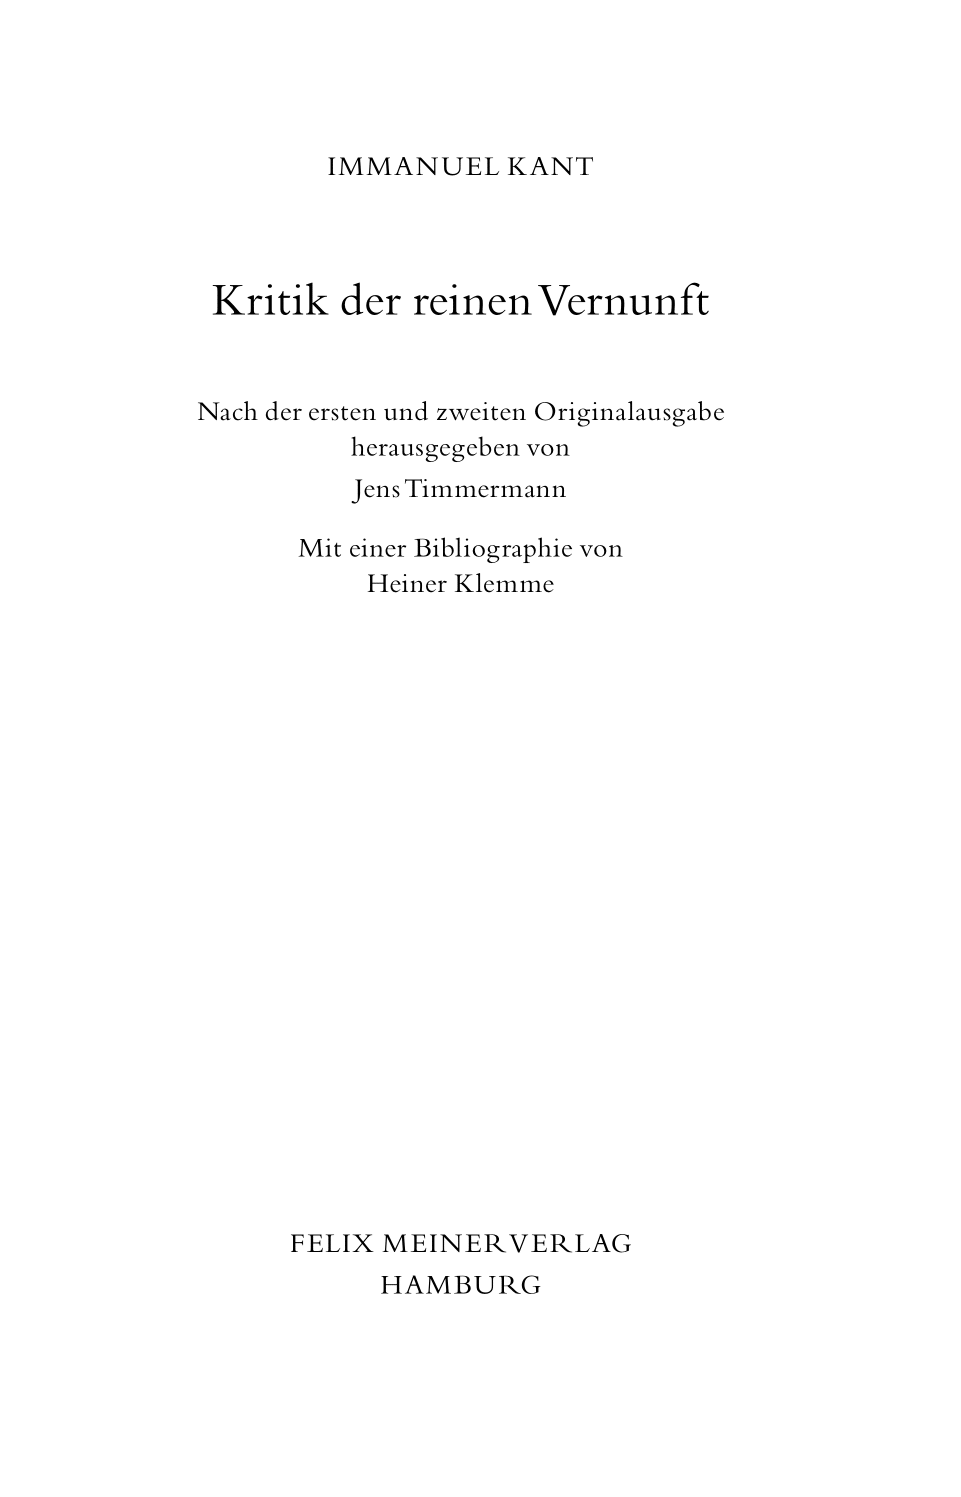 IMMANUEL KANT
Kritik der reinen Vernunft
Nach der ersten und zweiten Originalausgabe
herausgegeben von
Jens Timmermann
Mit einer Bibliographie von
Heiner Klemme
FELIX MEINER VERLAG
HAMBURG